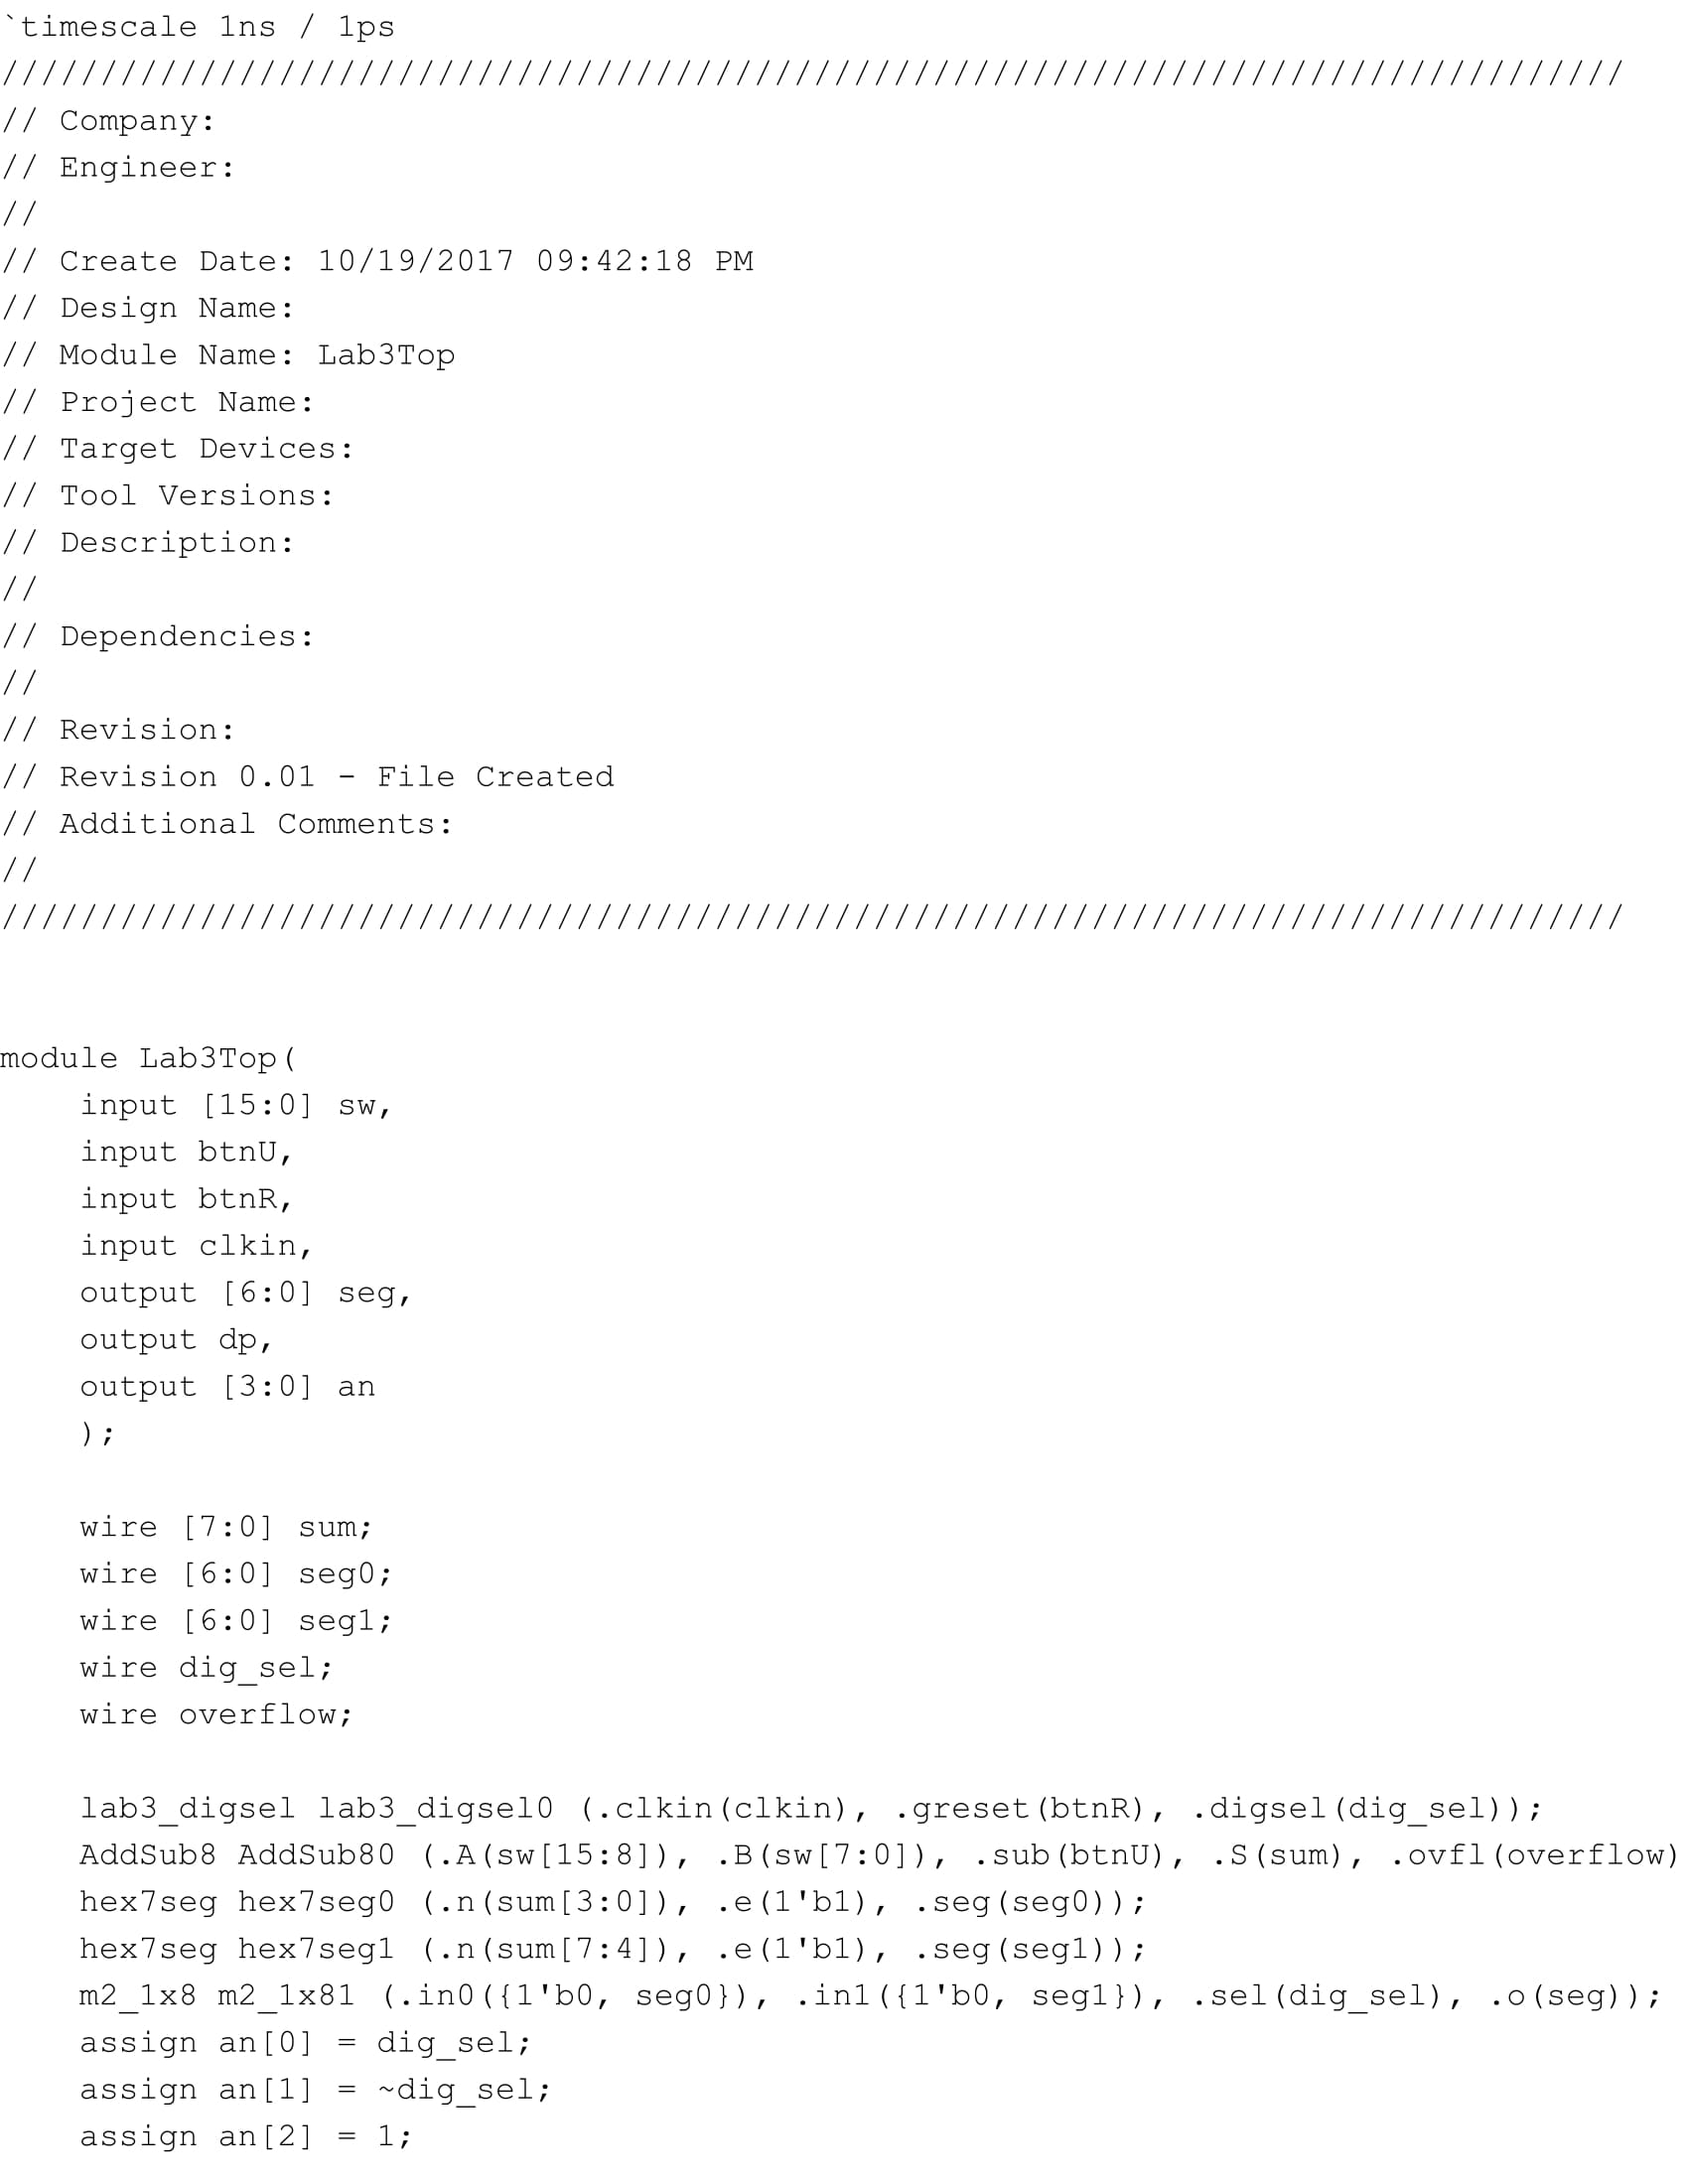 `timescale 1ns / 1ps
//////////////////////////////////////////////////////////////////////////////////
// Company:
// Engineer:
//
// Create Date: 10/19/2017 09:42:18 PM
// Design Name:
// Module Name: Lab3Top
// Project Name:
// Target Devices:
// Tool Versions:
// Description:
//
// Dependencies:
//
// Revision:
// Revision 0.01 - File Created
// Additional Comments:
//
//////////////////////////////////////////////////////////////////////////////////
module Lab3Top(
    input [15:0] sw,
    input btnU,
    input btnR,
    input clkin,
    output [6:0] seg,
    output dp,
    output [3:0] an
    );
    wire [7:0] sum;
    wire [6:0] seg0;
    wire [6:0] seg1;
    wire dig_sel;
    wire overflow;
    lab3_digsel lab3_digsel0 (.clkin(clkin), .greset(btnR), .digsel(dig_sel));
    AddSub8 AddSub80 (.A(sw[15:8]), .B(sw[7:0]), .sub(btnU), .S(sum), .ovfl(overflow)
    hex7seg hex7seg0 (.n(sum[3:0]), .e(1'b1), .seg(seg0));
    hex7seg hex7seg1 (.n(sum[7:4]), .e(1'b1), .seg(seg1));
    m2_1x8 m2_1x81 (.in0({1'b0, seg0}), .in1({1'b0, seg1}), .sel(dig_sel), .o(seg));
    assign an[0] = dig_sel;
    assign an[1] = ~dig_sel;
    assign an[2] = 1;